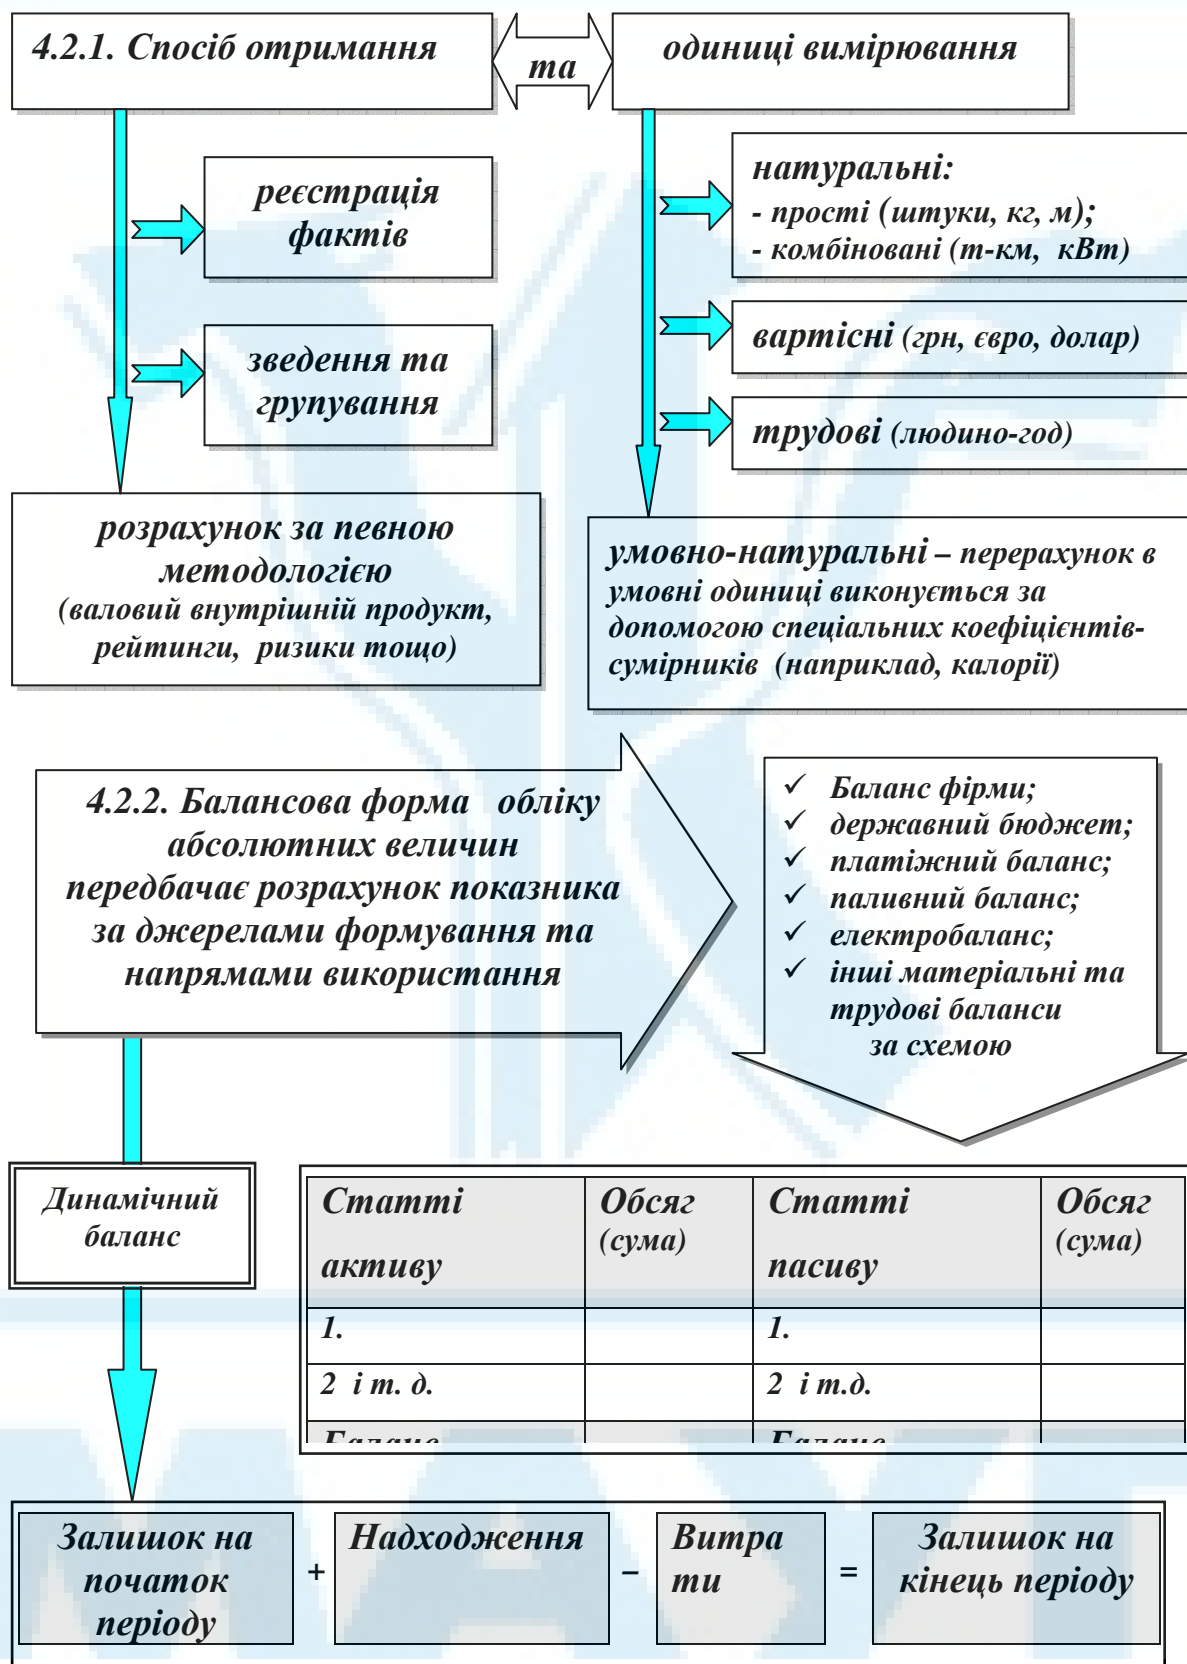 4.2.1. Спосіб отримання
та
одиниці вимірювання
реєстрація
фактів
зведення та
групування
розрахунок за певною
методологією
(валовий внутрішній продукт,
рейтинги, ризики тощо)
натуральні:
- прості (штуки, кг, м);
- комбіновані (т-км, кВт)
вартісні (грн, євро, долар)
трудові (людино-год)
умовно-натуральні – перерахунок в
умовні одиниці виконується за
допомогою спеціальних коефіцієнтів-
сумірників (наприклад, калорії)
4.2.2. Балансова форма обліку
абсолютних величин
передбачає розрахунок показника
за джерелами формування та
напрямами використання
✓ Баланс фірми;
✓ державний бюджет;
✓ платіжний баланс;
✓ паливний баланс;
✓ електробаланс;
✓ інші матеріальні та
трудові баланси
за схемою
Динамічний
баланс
Статті
активу
Обсяг
(сума)
Статті
пасиву
Обсяг
(сума)
1.
1.
2 і т. д.
2 і т.д.
Баланс
Баланс
Залишок на
початок
періоду
+
Надходження
–
Витра
ти
=
Залишок на
кінець періоду